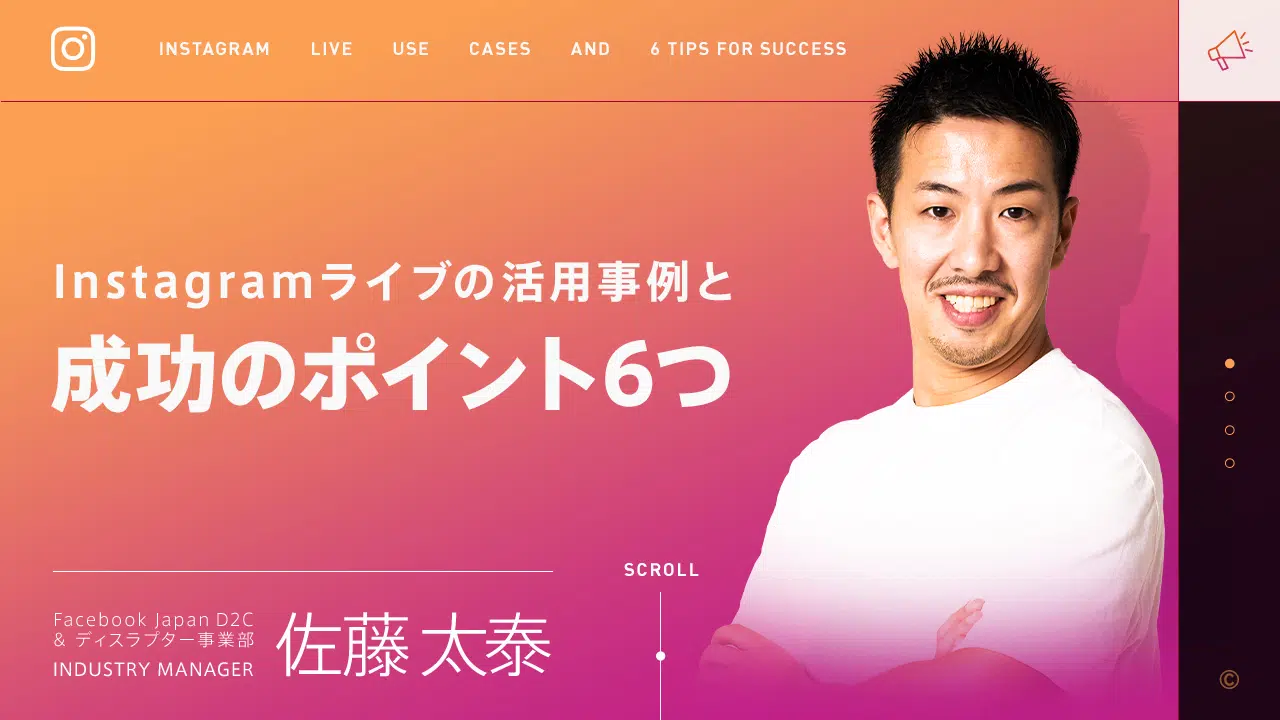 INSTAGRAM LIVE USE CASES AND 6 TIPS FOR SUCCESS
Instagramライブの活用事例と
成功のポイント6つ
SCROLL
Facebook Japan D2C
& ディスラプター事業部
INDUSTRY MANAGER
佐藤 太泰
©